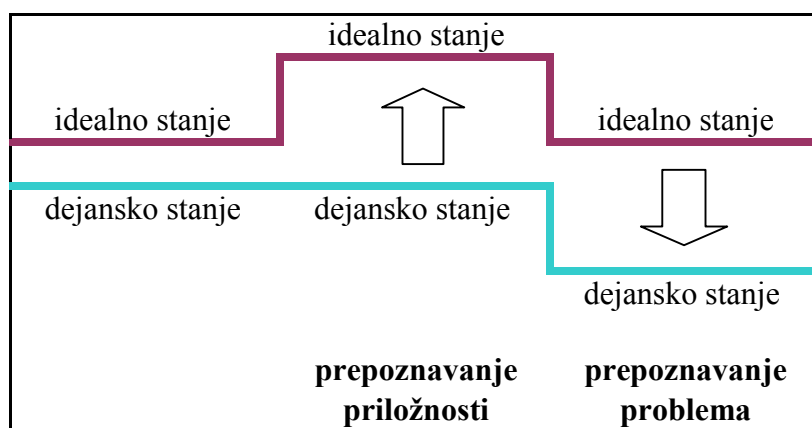 idealno stanje
idealno stanje
idealno stanje
dejansko stanje
dejansko stanje
dejansko stanje
prepoznavanje
priložnosti
prepoznavanje
problema